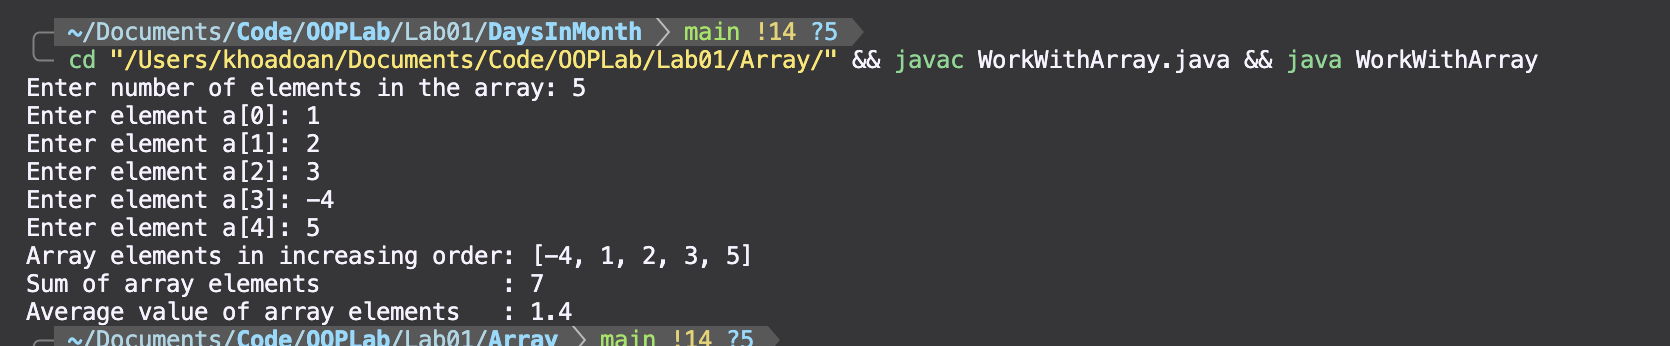 ~/Documents/Code/OOPLab/Lab01/DaysInMonth main !14 ?5
cd "/Users/khoadoan/Documents/Code/OOPLab/Lab01/Array/" && javac WorkWithArray.java && java WorkWithArray
Enter number of elements in the array: 5
Enter element a[0]: 1
Enter element a[1]: 2
Enter element a[2]: 3
Enter element a[3]: -4
Enter element a[4]: 5
Array elements in increasing order: [-4, 1, 2, 3, 5]
Sum of array elements             : 7
Average value of array elements   : 1.4
~/Documents/Code/OOPLab/Lab01/Array main !14 ?5